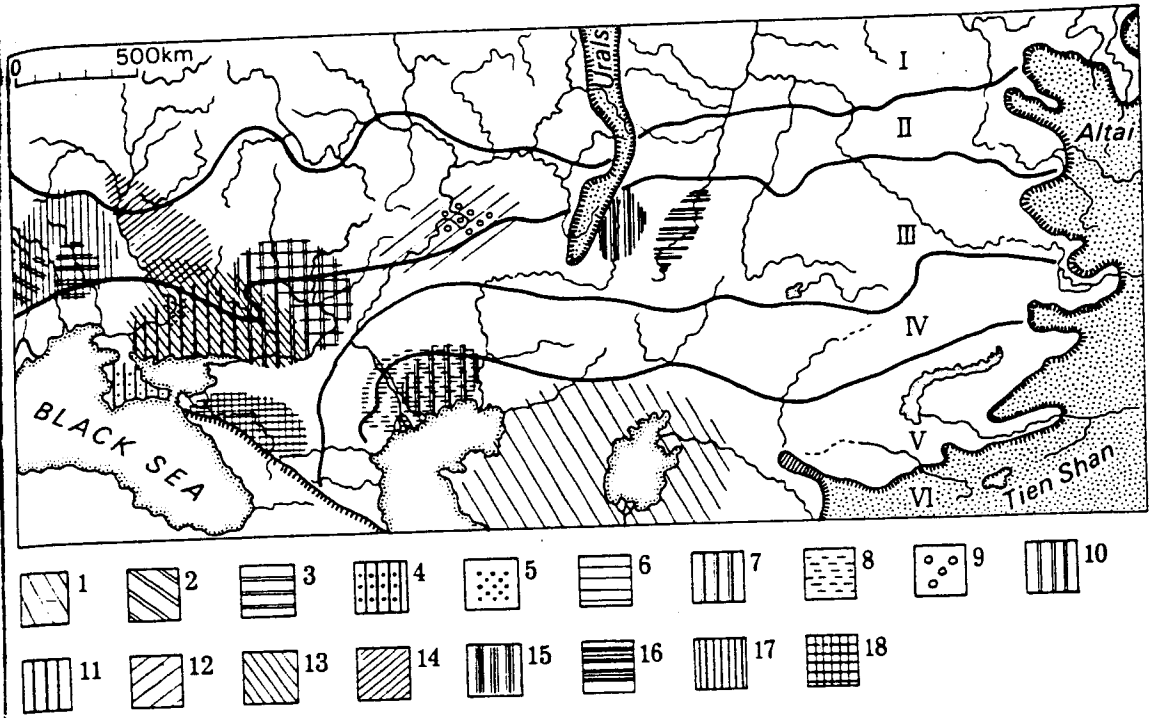 0 500km
Urals
I
II
Altai
III
IV
BLACK SEA
V
VI
Tien Shan
1 2 3 4 5 6 7 8 9 10
11 12 13 14 15 16 17 18